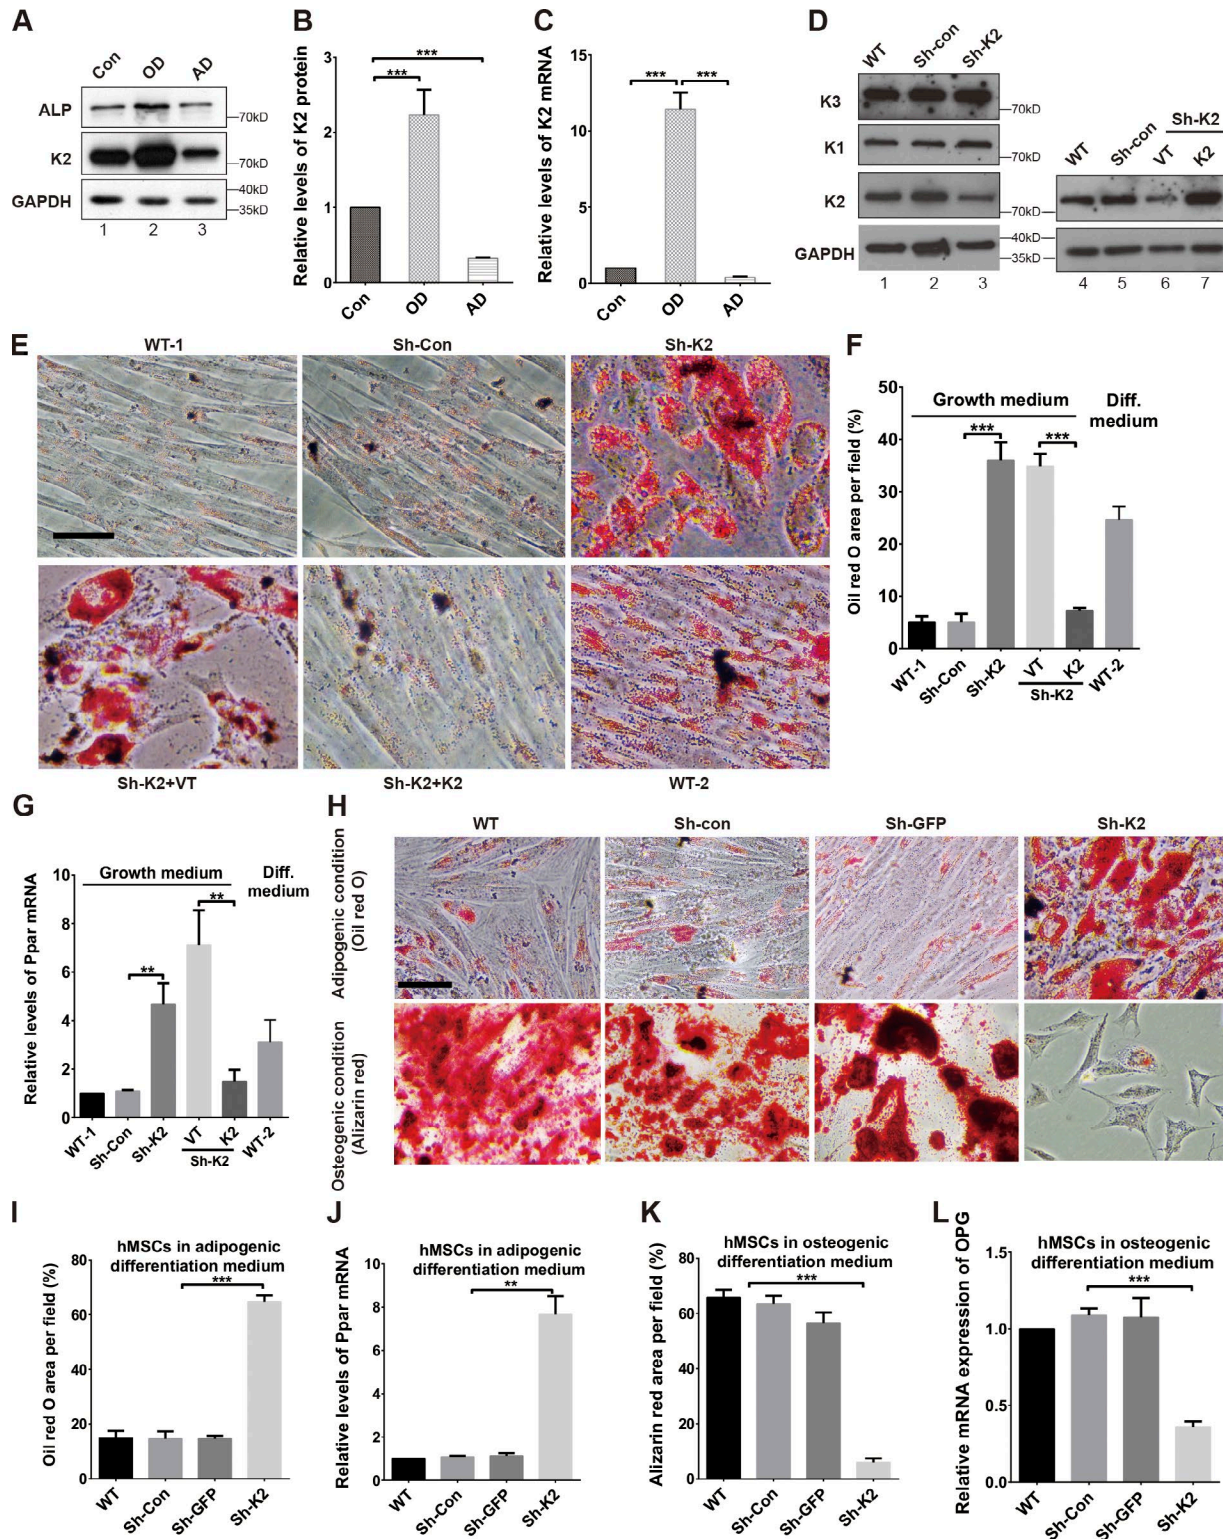 A
Con
OD
AD
ALP
70kD
K2
70kD
GAPDH
40kD
35kD
1
2
3
B
Relative levels of K2 protein
3
2
1
0
***
***
Con
OD
AD
C
Relative levels of K2 mRNA
15
10
5
0
***
***
Con
OD
AD
D
WT
Sh-con
Sh-K2
K3
70kD
K1
70kD
K2
70kD
GAPDH
40kD
35kD
1
2
3
Sh-K2
WT
Sh-con
VT
K2
4
5
6
7
E
WT-1
Sh-Con
Sh-K2
Sh-K2+VT
Sh-K2+K2
WT-2
F
Oil red O area per field (%)
50
40
30
20
10
0
Growth medium
Diff.
medium
***
***
WT-1
Sh-Con
Sh-K2
VT
K2
Sh-K2
WT-2
G
Relative levels of Ppar mRNA
10
8
6
4
2
0
Growth medium
Diff.
medium
**
**
WT-1
Sh-Con
Sh-K2
VT
K2
Sh-K2
WT-2
H
WT
Sh-con
Sh-GFP
Sh-K2
Adipogenic condition
(Oil red O)
Osteogenic condition
(Alizarin red)
I
hMSCs in adipogenic
differentiation medium
***
Oil red O area per field (%)
80
60
40
20
0
WT
Sh-Con
Sh-GFP
Sh-K2
J
hMSCs in adipogenic
differentiation medium
**
Relative levels of Ppar mRNA
10
8
6
4
2
0
WT
Sh-Con
Sh-GFP
Sh-K2
K
hMSCs in osteogenic
differentiation medium
***
Alizarin red area per field (%)
80
60
40
20
0
WT
Sh-Con
Sh-GFP
Sh-K2
L
hMSCs in osteogenic
differentiation medium
***
Relative mRNA expression of OPG
1.5
1.0
0.5
0.0
WT
Sh-Con
Sh-GFP
Sh-K2